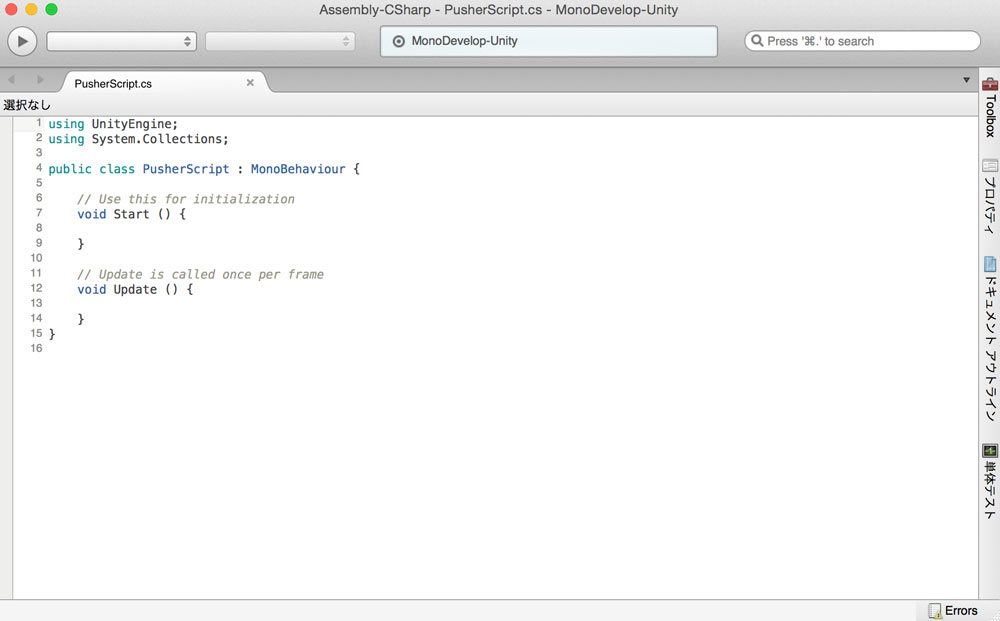 Assembly-CSharp - PusherScript.cs - MonoDevelop-Unity
MonoDevelop-Unity
Press '⌘.' to search
PusherScript.cs
選択なし
1 using UnityEngine;
2 using System.Collections;
3
4 public class PusherScript : MonoBehaviour {
5
6 // Use this for initialization
7 void Start () {
8
9 }
10
11 // Update is called once per frame
12 void Update () {
13
14 }
15 }
16
Toolbox
プロパティ
ドキュメント アウトライン
単体テスト
Errors